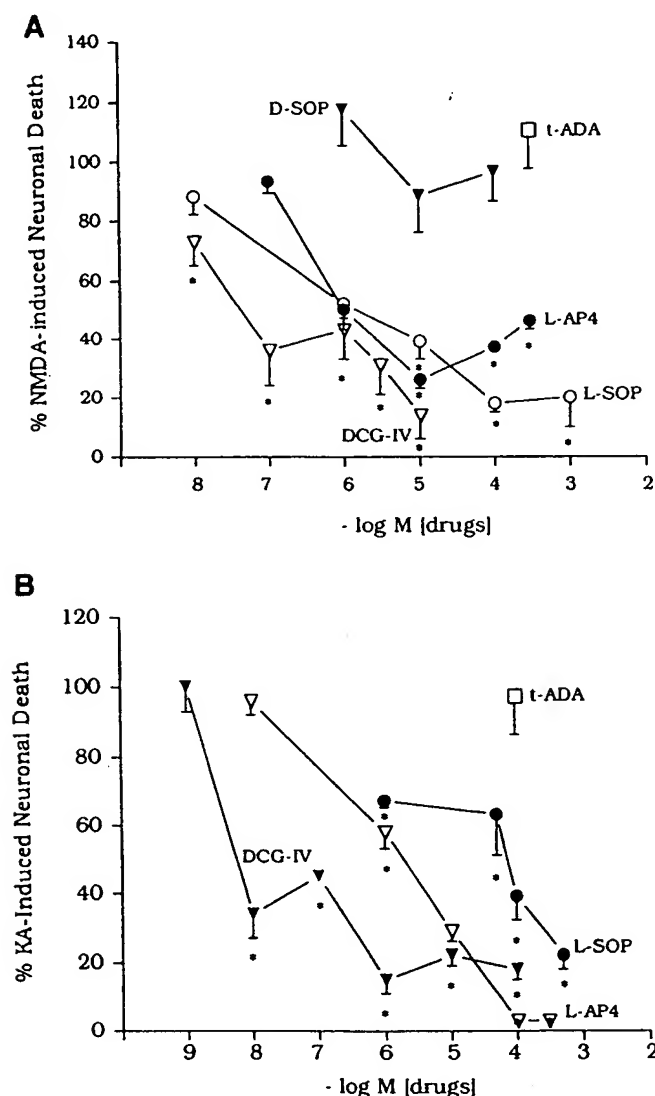 A
% NMDA-induced Neuronal Death
140
120
100
80
60
40
20
0
D-SOP
t-ADA
L-AP4
L-SOP
DCG-IV
8 7 6 5 4 3 2
- log M [drugs]
B
% KA-Induced Neuronal Death
120
100
80
60
40
20
0
t-ADA
DCG-IV
L-SOP
L-AP4
9 8 7 6 5 4 3 2
- log M [drugs]